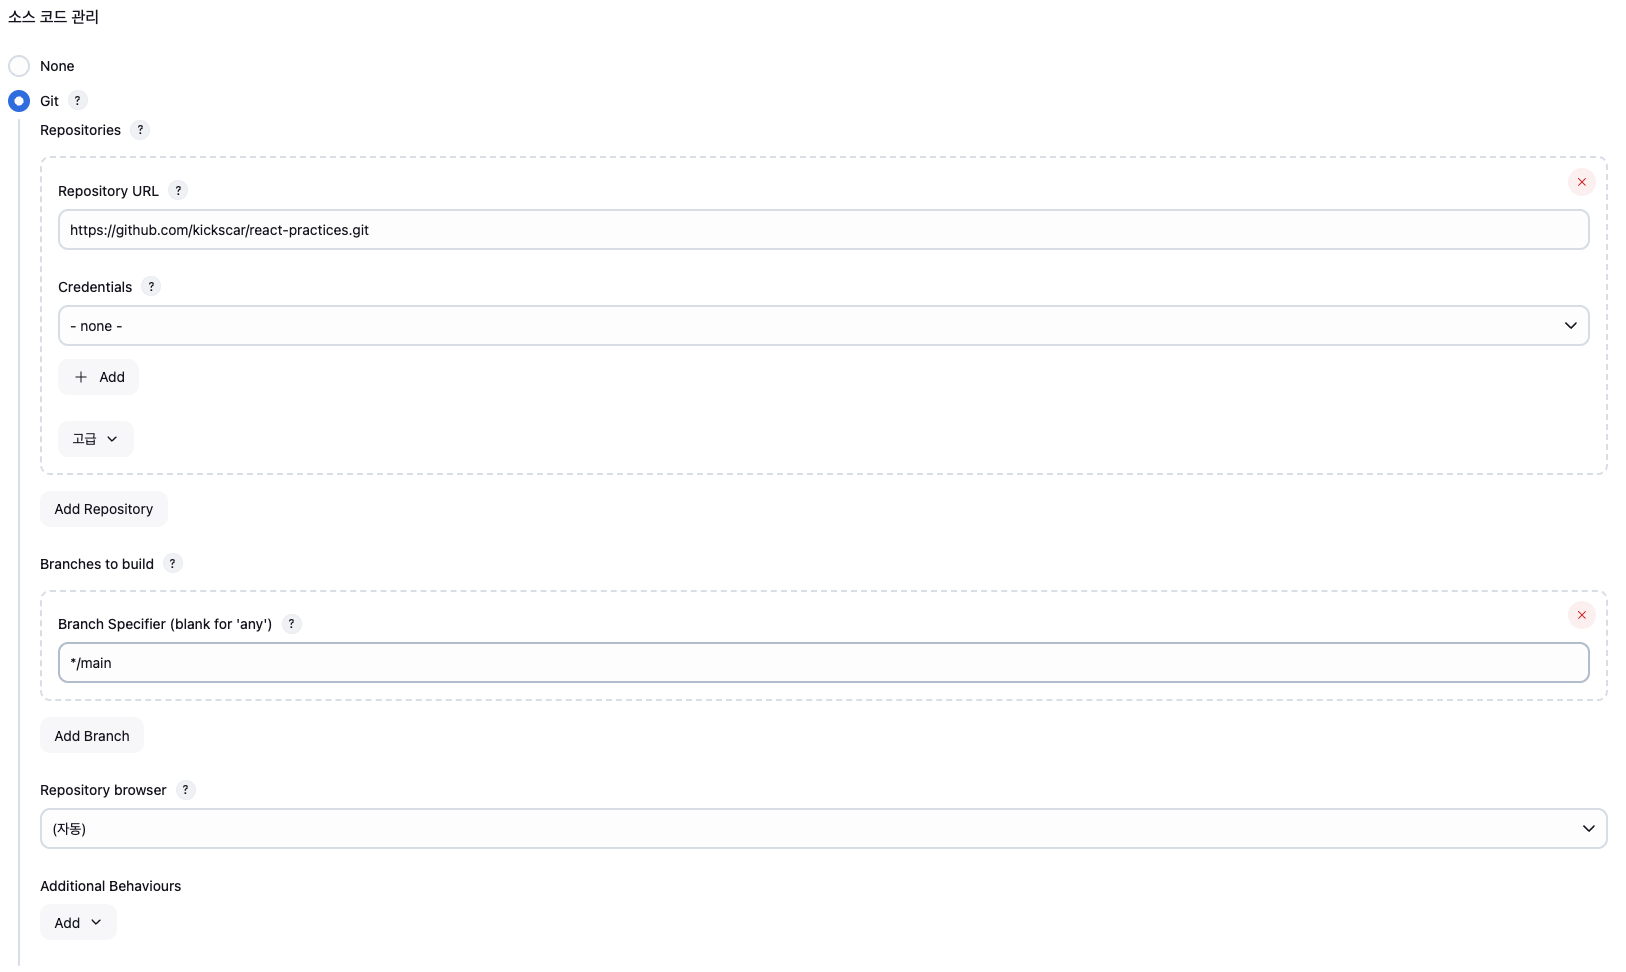 소스 코드 관리
None
Git ?
Repositories ?
Repository URL ?
https://github.com/kickscar/react-practices.git
Credentials ?
- none -
+ Add
고급
Add Repository
Branches to build ?
Branch Specifier (blank for 'any') ?
*/main
Add Branch
Repository browser ?
(자동)
Additional Behaviours
Add